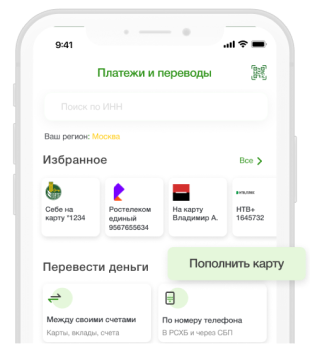 9:41
Платежи и переводы
Поиск по ИНН
Ваш регион: Москва
Избранное
Все
Себе на
карту *1234
Ростелеком
единый
9567655634
На карту
Владимир А.
НТВ+
1645732
Перевести деньги
Пополнить карту
Между своими счетами
Карты, вклады, счета
По номеру телефона
В РСХБ и через СБП